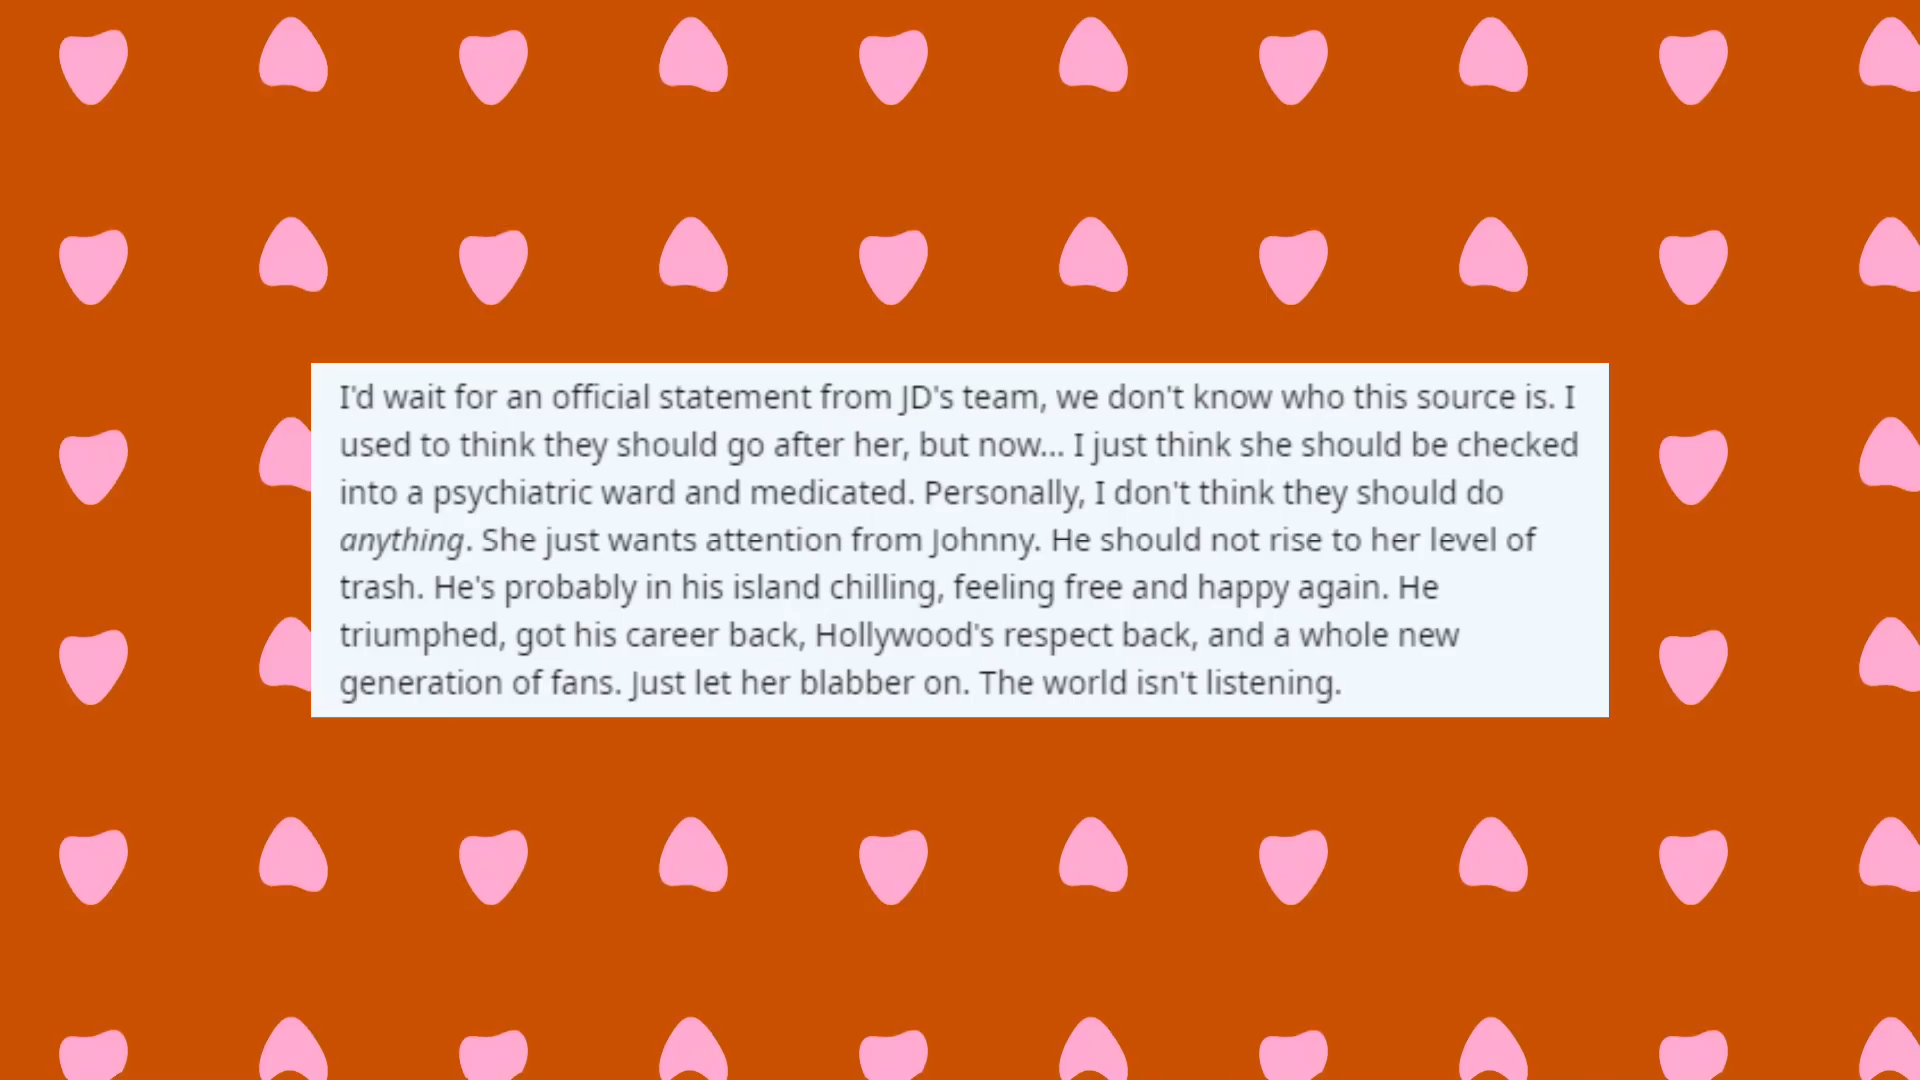 I'd wait for an official statement from JD's team, we don't know who this source is. I
used to think they should go after her, but now... I just think she should be checked
into a psychiatric ward and medicated. Personally, I don't think they should do
anything. She just wants attention from Johnny. He should not rise to her level of
trash. He's probably in his island chilling, feeling free and happy again. He
triumphed, got his career back, Hollywood's respect back, and a whole new
generation of fans. Just let her blabber on. The world isn't listening.